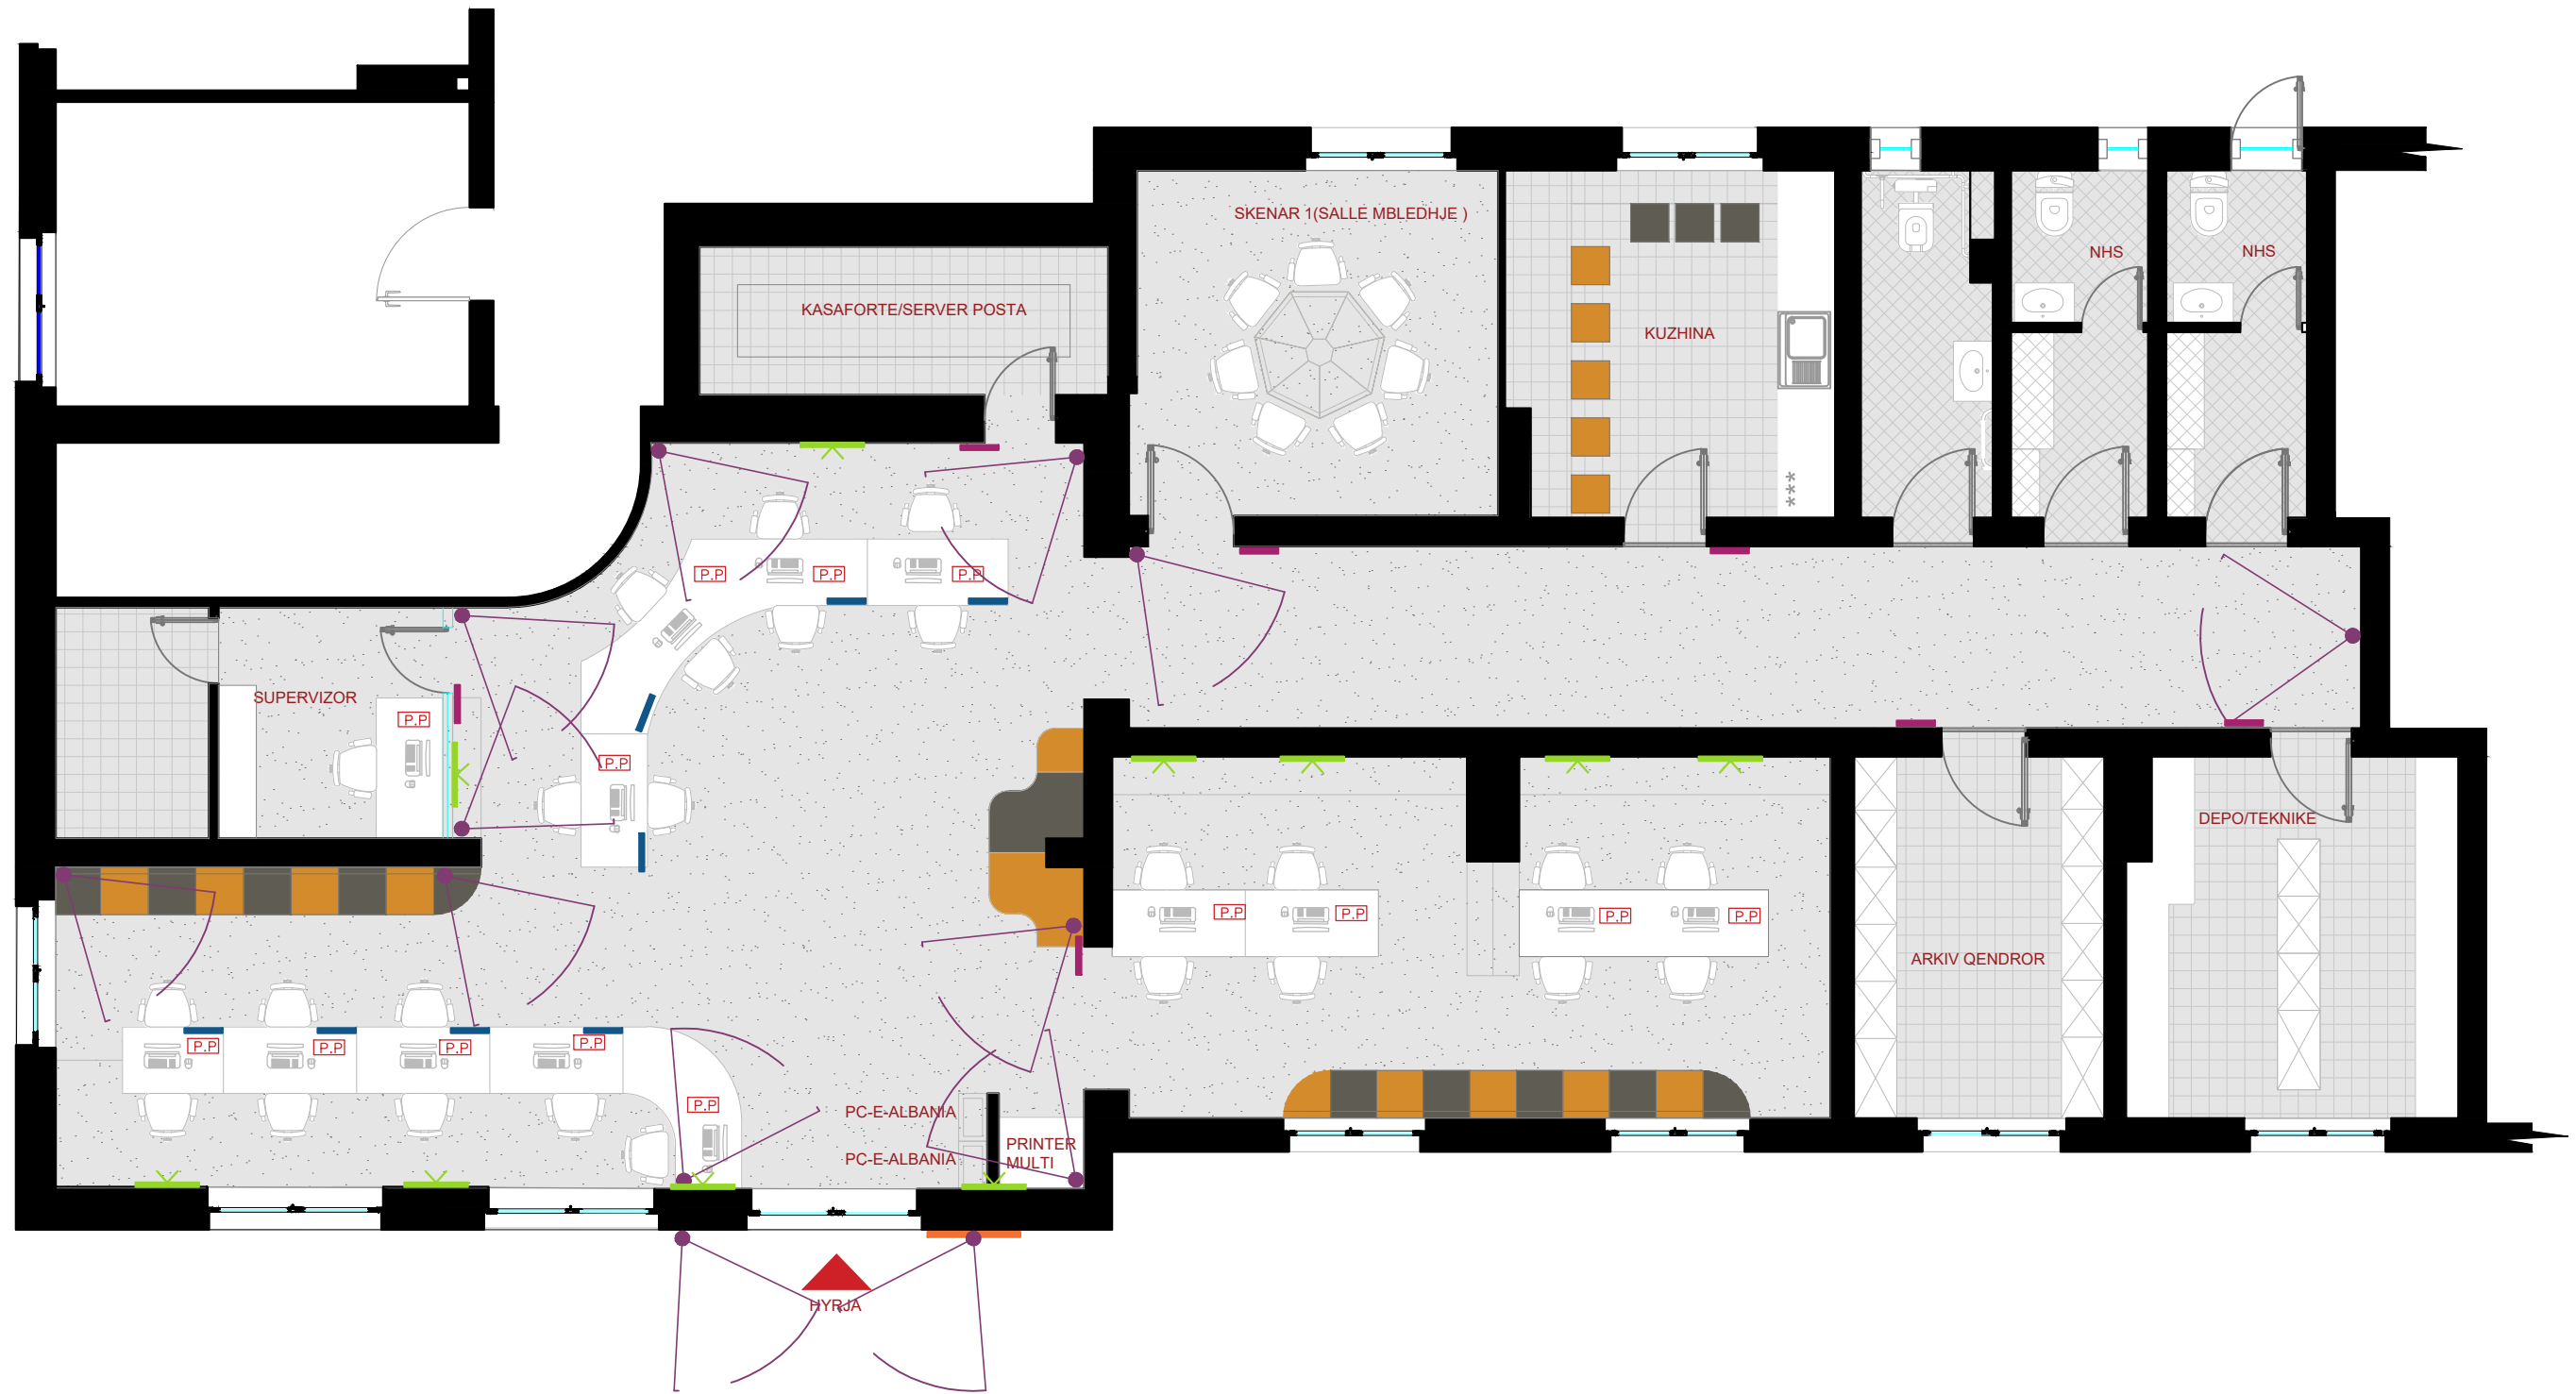 SKENAR 1(SALLE MBLEDHJE )
NHS
NHS
KASAFORTE/SERVER POSTA
KUZHINA
***
P.P
P.P
P.P
SUPERVIZOR
P.P
P.P
DEPO/TEKNIKE
P.P
P.P
P.P
P.P
ARKIV QENDROR
P.P
P.P
P.P
P.P
P.P
PC-E-ALBANIA
PC-E-ALBANIA
PRINTER
MULTI
HYRJA